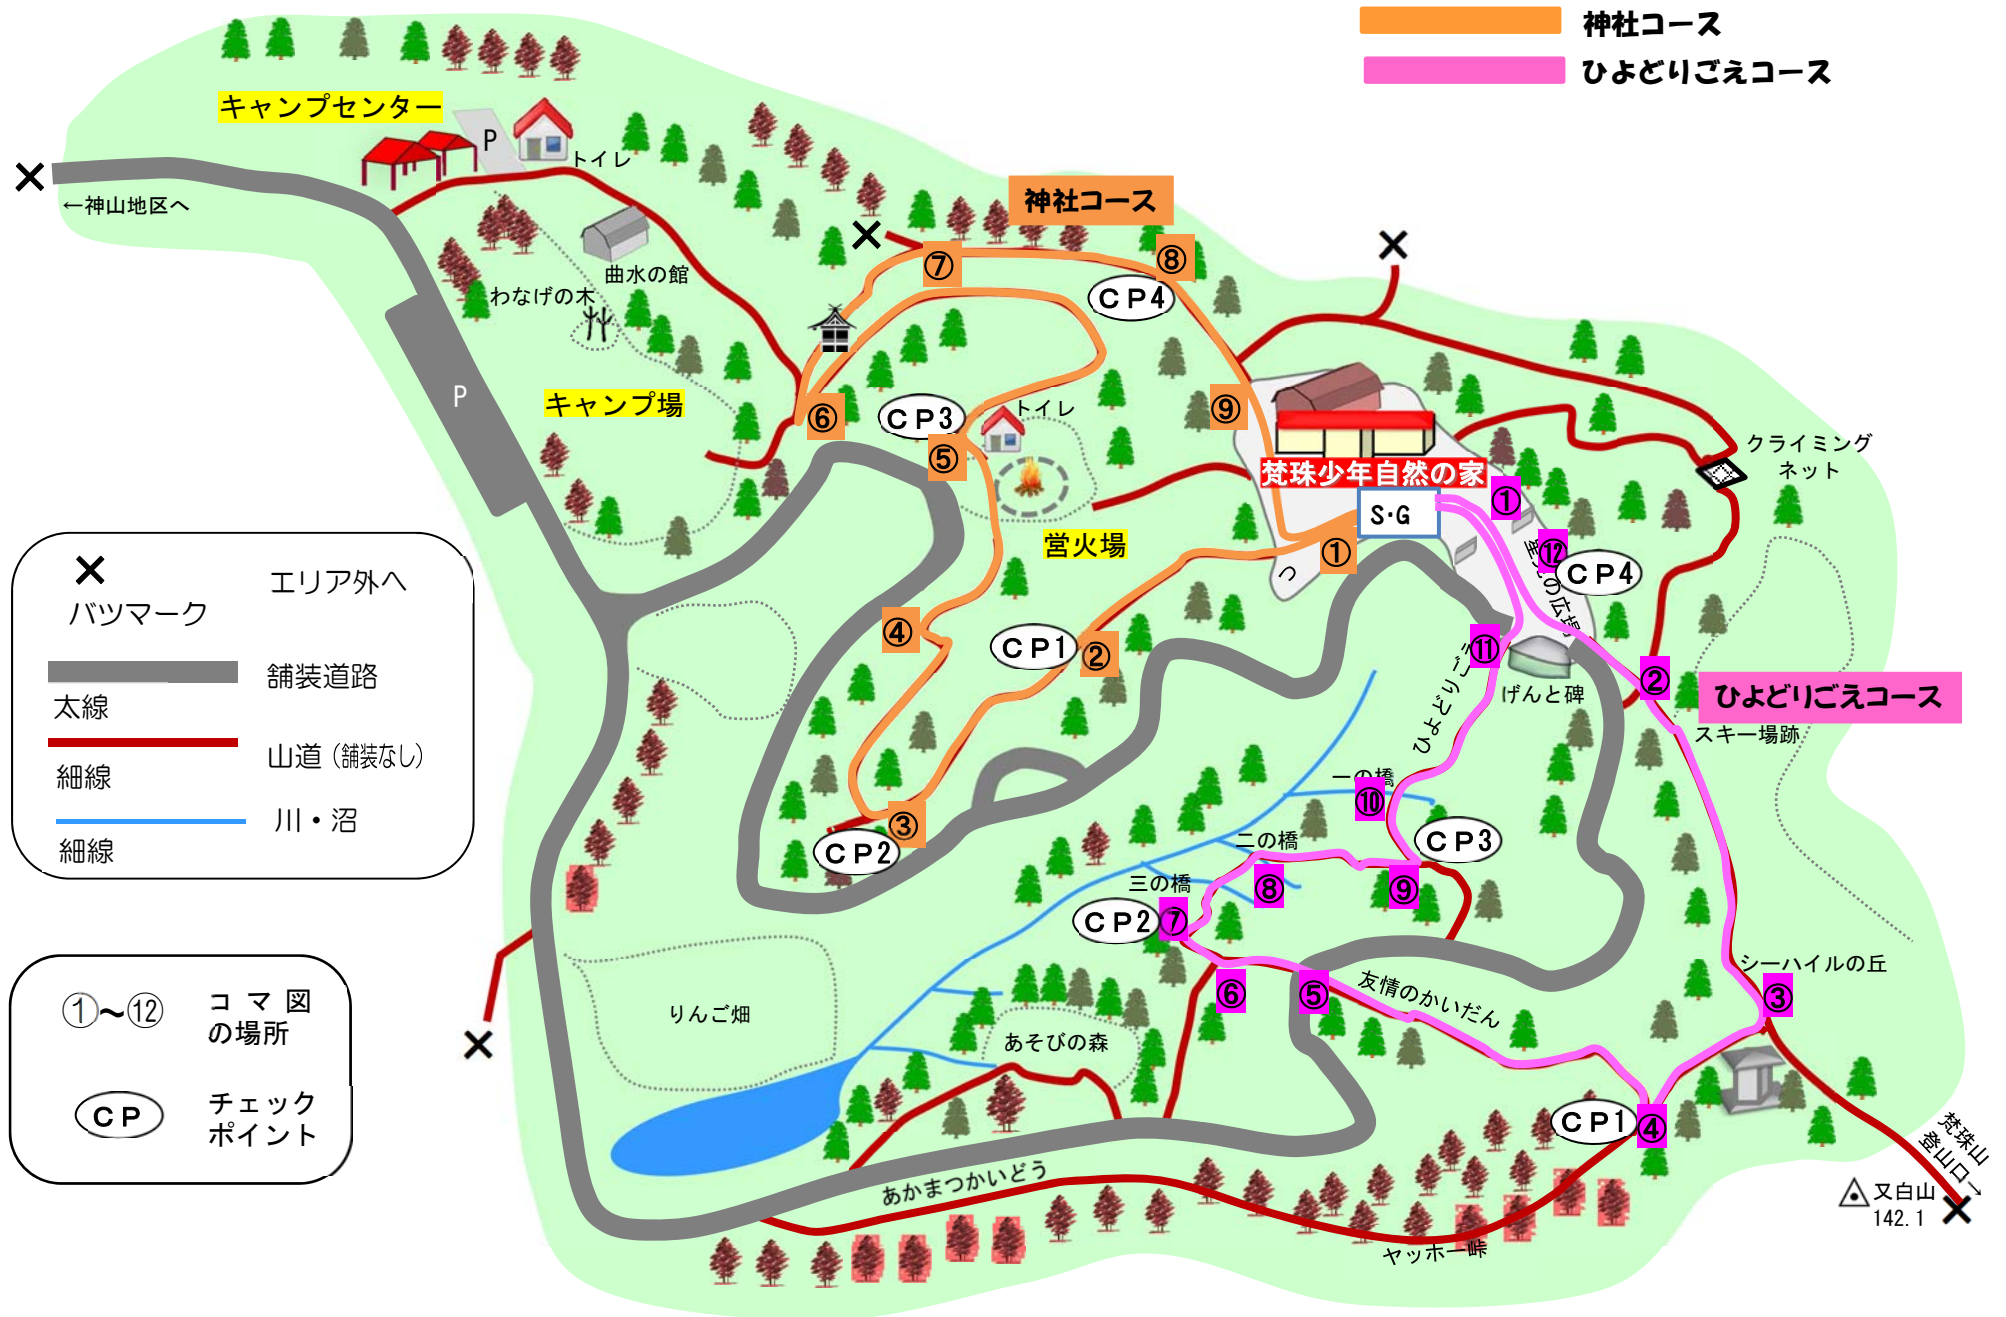 神社コース
ひよどりごえコース
キャンプセンター
P
トイレ
←神山地区へ
神社コース
⑦
⑧
曲水の館
CP4
わなげの木
P
キャンプ場
⑥
CP3
トイレ
⑤
⑨
クライミング
ネット
梵珠少年自然の家
S・G
①
①
営火場
⑫
CP4
星見の広場
つ
バツマーク
エリア外へ
太線
舗装道路
細線
山道(舗装なし)
細線
川・沼
④
CP1
②
⑪
ひよどりご
げんと碑
②
ひよどりごえコース
スキー場跡
一の橋
⑩
③
CP2
二の橋
CP3
三の橋
⑧
⑨
CP2
⑦
シーハイルの丘
③
⑥
⑤
友情のかいだん
①～⑫
コマ図
の場所
CP
チェック
ポイント
りんご畑
あそびの森
CP1
④
梵珠山
登山口→
あかまつかいどう
又白山
142.1
ヤッホー峠